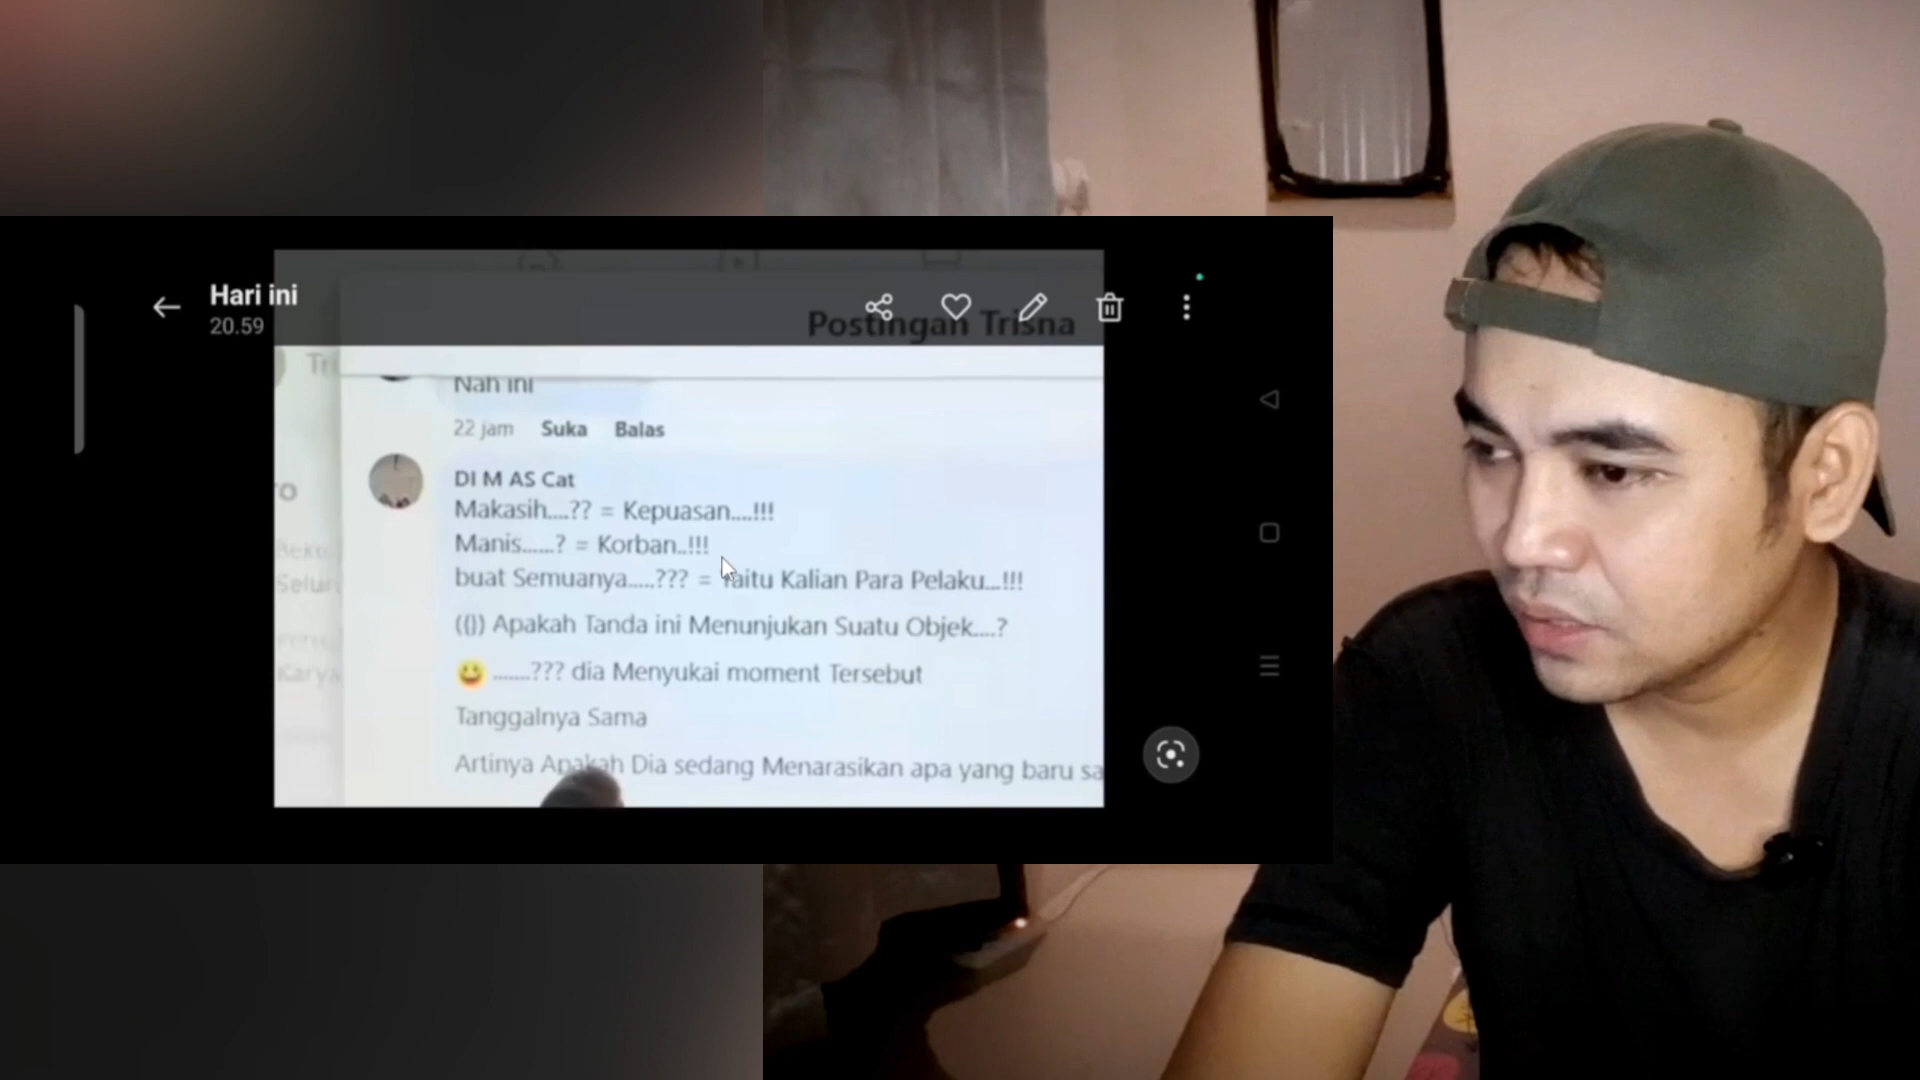 Hari ini
20.59
Postingan Trisna
Nah ini
22 jam Suka Balas
DI M AS Cat
Makasih....?? = Kepuasan....!!!
Manis......? = Korban..!!!
buat Semuanya.....??? = Yaitu Kalian Para Pelaku...!!!
(()) Apakah Tanda ini Menunjukan Suatu Objek....?
😃 .......??? dia Menyukai moment Tersebut
Tanggalnya Sama
Artinya Apakah Dia sedang Menarasikan apa yang baru sa